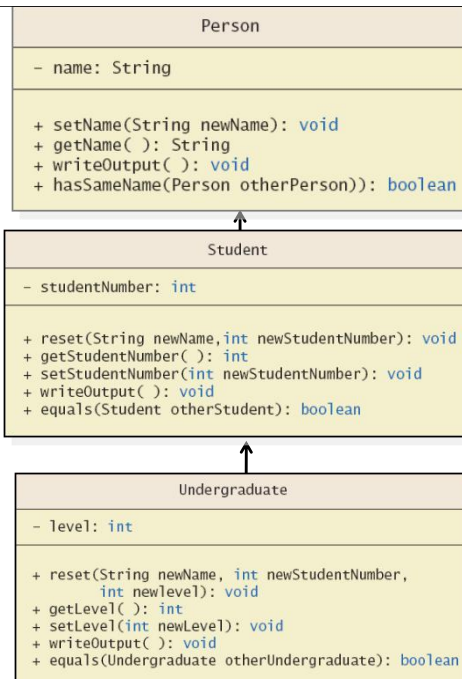 Person
- name: String
+ setName(String newName): void
+ getName( ): String
+ writeOutput( ): void
+ hasSameName(Person otherPerson)): boolean
Student
- studentNumber: int
+ reset(String newName,int newStudentNumber): void
+ getStudentNumber( ): int
+ setStudentNumber(int newStudentNumber): void
+ writeOutput( ): void
+ equals(Student otherStudent): boolean
Undergraduate
- level: int
+ reset(String newName, int newStudentNumber,
int newlevel): void
+ getLevel( ): int
+ setLevel(int newLevel): void
+ writeOutput( ): void
+ equals(Undergraduate otherUndergraduate): boolean